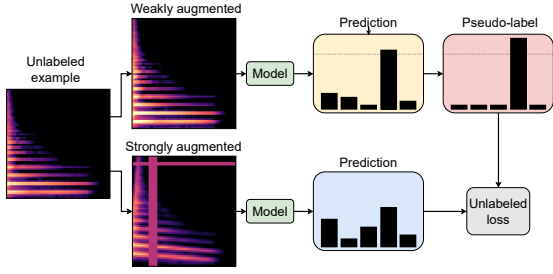 Weakly augmented
Prediction
Pseudo-label
Unlabeled
example
Model
Strongly augmented
Prediction
Model
Unlabeled
loss